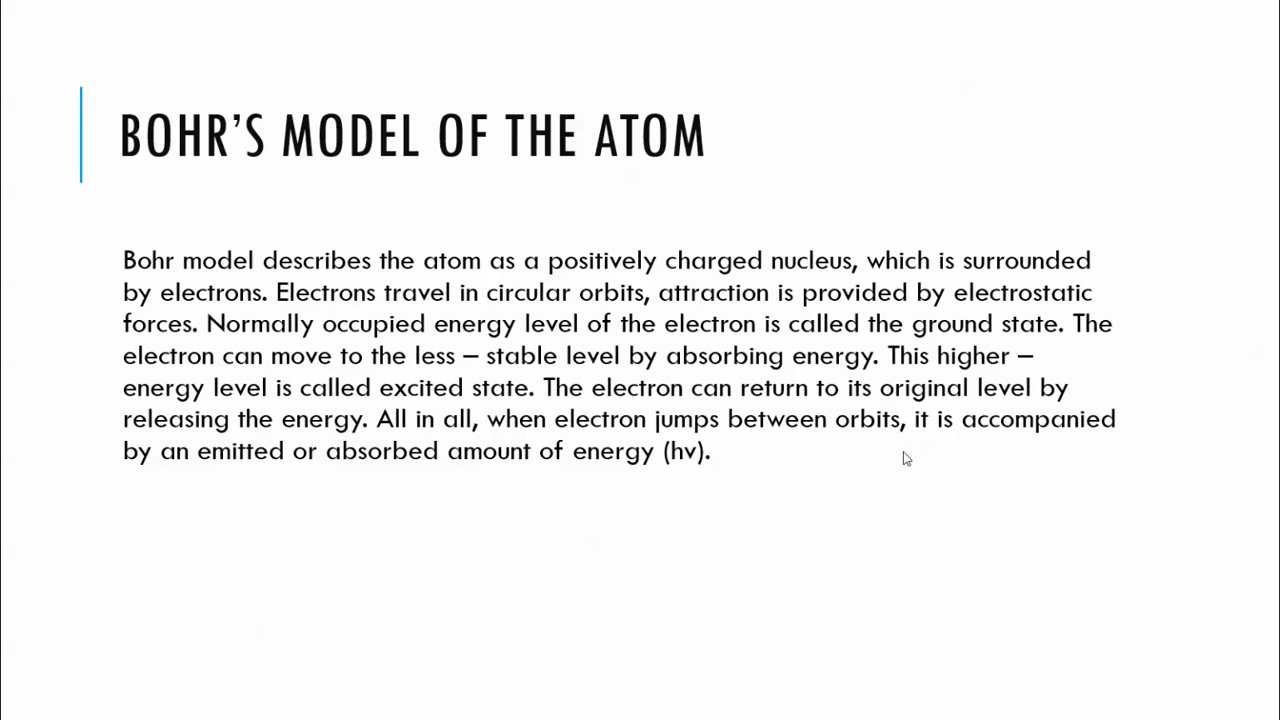 BOHR'S MODEL OF THE ATOM
Bohr model describes the atom as a positively charged nucleus, which is surrounded
by electrons. Electrons travel in circular orbits, attraction is provided by electrostatic
forces. Normally occupied energy level of the electron is called the ground state. The
electron can move to the less – stable level by absorbing energy. This higher –
energy level is called excited state. The electron can return to its original level by
releasing the energy. All in all, when electron jumps between orbits, it is accompanied
by an emitted or absorbed amount of energy (hv).